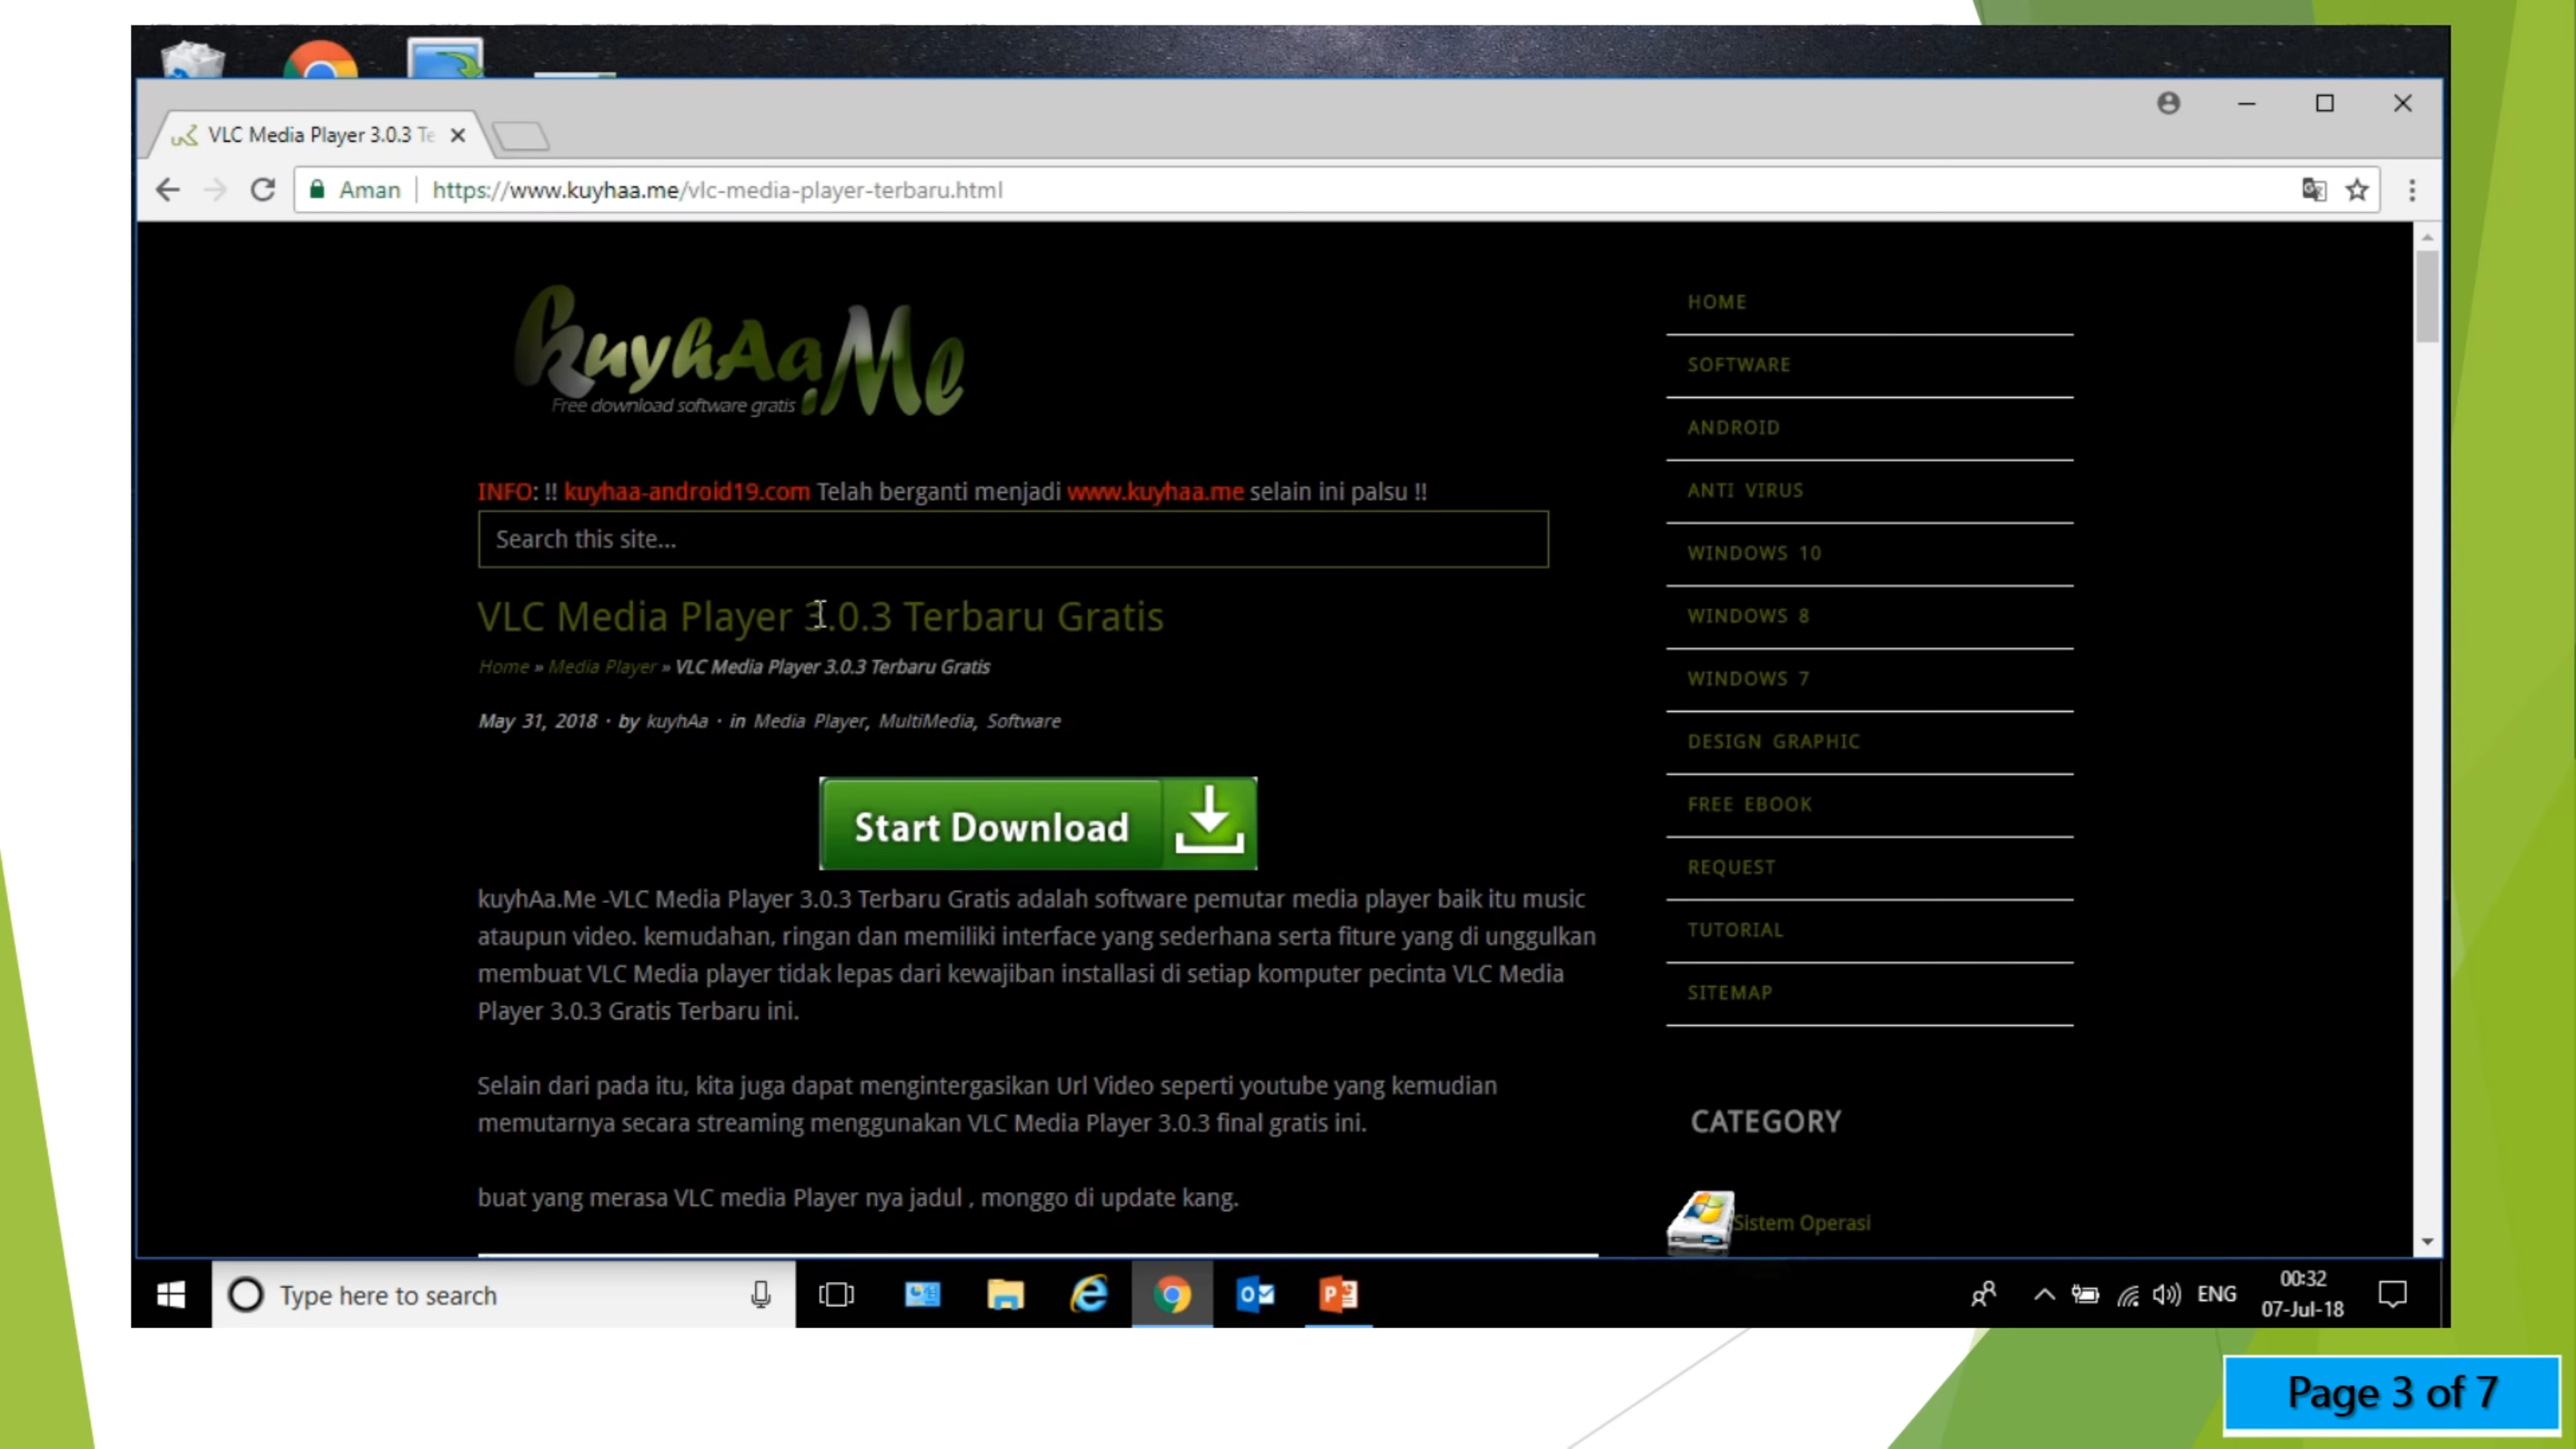 VLC Media Player 3.0.3 Te
Aman
https://www.kuyhaa.me/vlc-media-player-terbaru.html
kuyhAa.Me
Free download software gratis
INFO: !! kuyhaa-android19.com Telah berganti menjadi www.kuyhaa.me selain ini palsu !!
Search this site...
VLC Media Player 3.0.3 Terbaru Gratis
Home » Media Player » VLC Media Player 3.0.3 Terbaru Gratis
May 31, 2018 · by kuyhAa · in Media Player, MultiMedia, Software
Start Download
kuyhAa.Me -VLC Media Player 3.0.3 Terbaru Gratis adalah software pemutar media player baik itu music
ataupun video. kemudahan, ringan dan memiliki interface yang sederhana serta fiture yang di unggulkan
membuat VLC Media player tidak lepas dari kewajiban installasi di setiap komputer pecinta VLC Media
Player 3.0.3 Gratis Terbaru ini.
Selain dari pada itu, kita juga dapat mengintergasikan Url Video seperti youtube yang kemudian
memutarnya secara streaming menggunakan VLC Media Player 3.0.3 final gratis ini.
buat yang merasa VLC media Player nya jadul , monggo di update kang.
HOME
SOFTWARE
ANDROID
ANTI VIRUS
WINDOWS 10
WINDOWS 8
WINDOWS 7
DESIGN GRAPHIC
FREE EBOOK
REQUEST
TUTORIAL
SITEMAP
CATEGORY
Sistem Operasi
Type here to search
ENG
00:32
07-Jul-18
Page 3 of 7